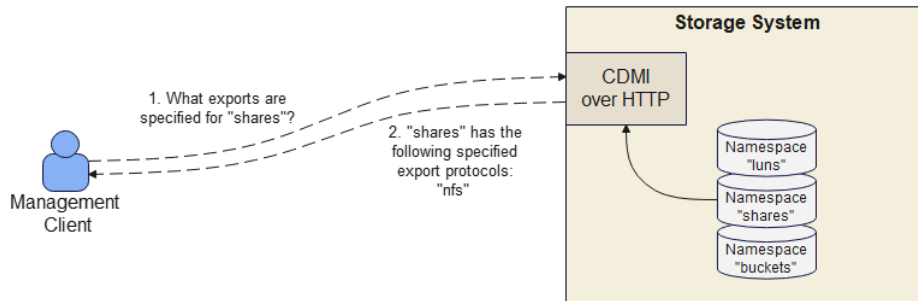 Storage System
CDMI
over HTTP
1. What exports are
specified for "shares"?
2. "shares" has the
following specified
export protocols:
"nfs"
Management
Client
Namespace
"luns"
Namespace
"shares"
Namespace
"buckets"